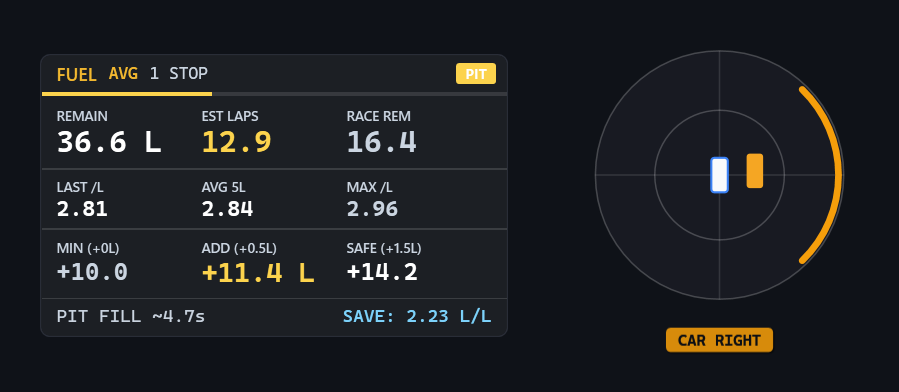 FUEL AVG 1 STOP PIT
REMAIN EST LAPS RACE REM
36.6 L 12.9 16.4
LAST /L AVG 5L MAX /L
2.81 2.84 2.96
MIN (+0L) ADD (+0.5L) SAFE (+1.5L)
+10.0 +11.4 L +14.2
PIT FILL ~4.7s SAVE: 2.23 L/L
CAR RIGHT